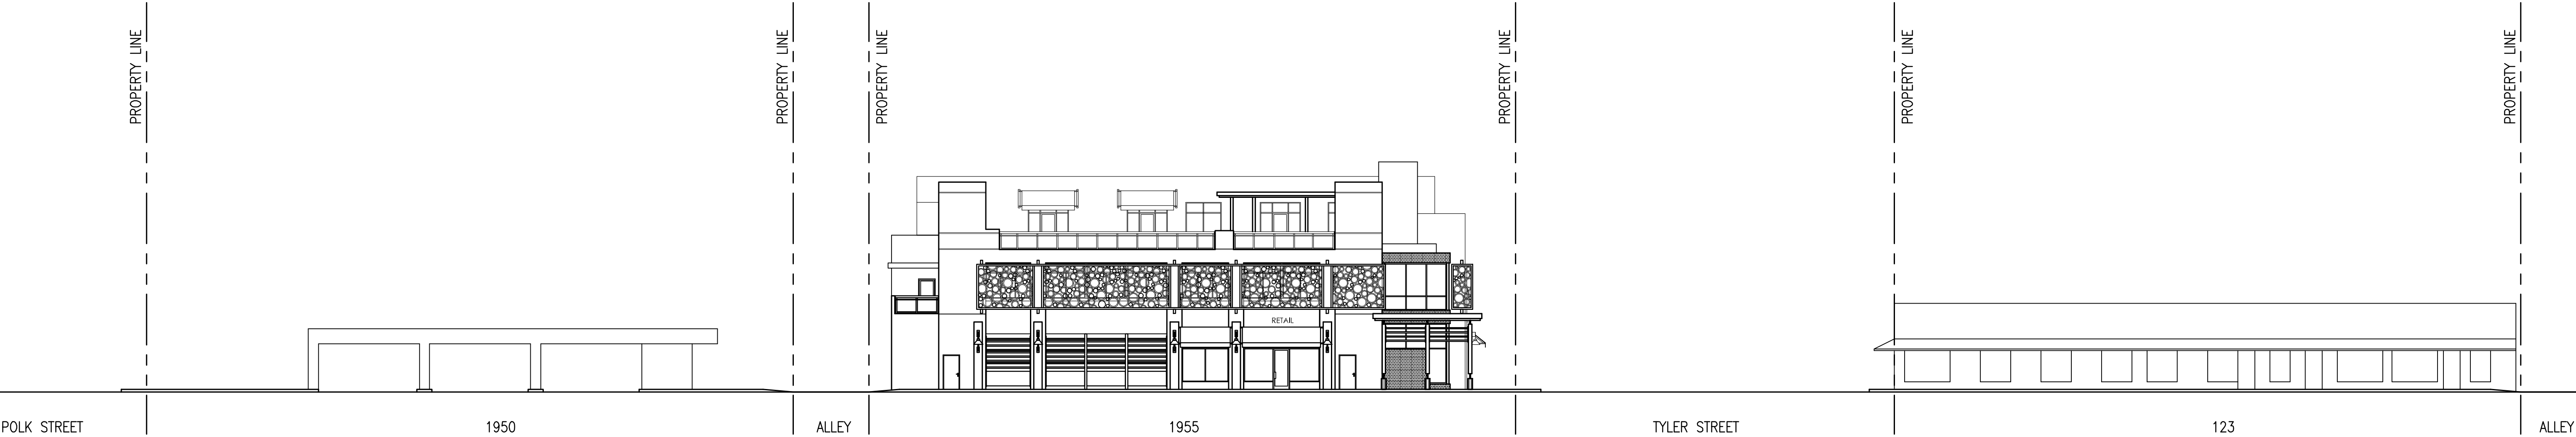 PROPERTY LINE
PROPERTY LINE
PROPERTY LINE
PROPERTY LINE
PROPERTY LINE
PROPERTY LINE
RETAIL
POLK STREET
1950
ALLEY
1955
TYLER STREET
123
ALLEY